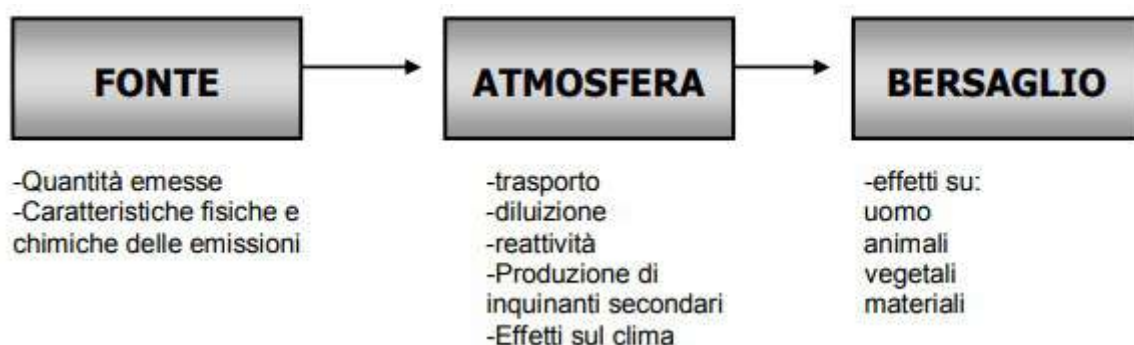 FONTE
ATMOSFERA
BERSAGLIO
-Quantità emesse
-Caratteristiche fisiche e
chimiche delle emissioni
-trasporto
-diluizione
-reattività
-Produzione di
inquinanti secondari
-Effetti sul clima
-effetti su:
uomo
animali
vegetali
materiali